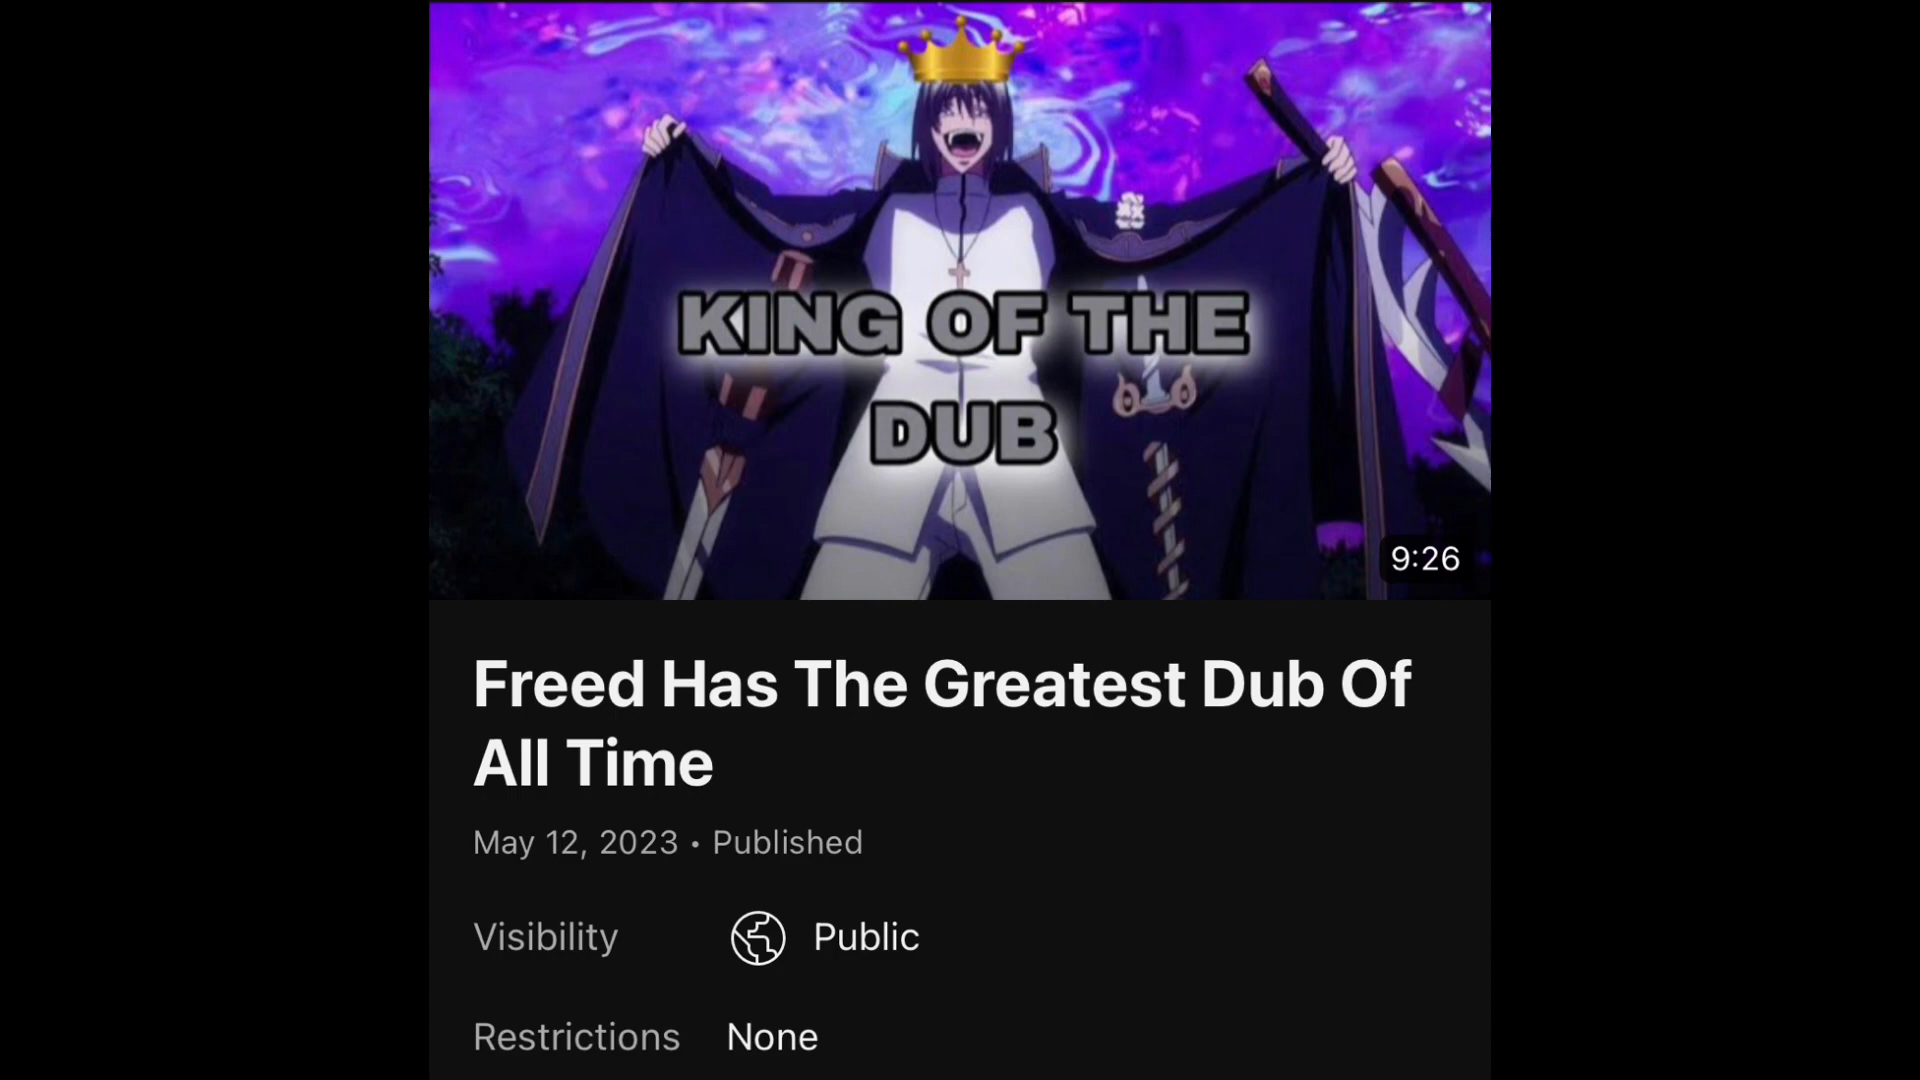 KING OF THE
DUB
9:26
Freed Has The Greatest Dub Of
All Time
May 12, 2023 • Published
Visibility Public
Restrictions None